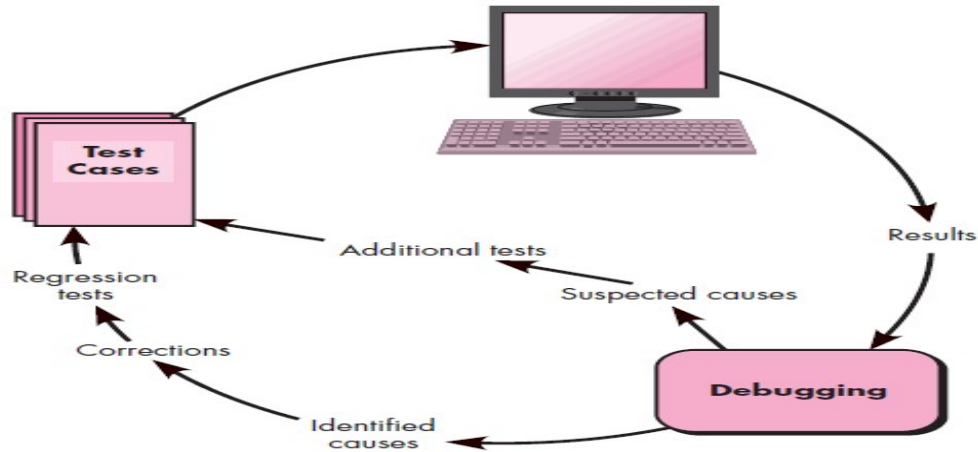 Test
Cases
Results
Additional tests
Suspected causes
Regression
tests
Corrections
Debugging
Identified
causes